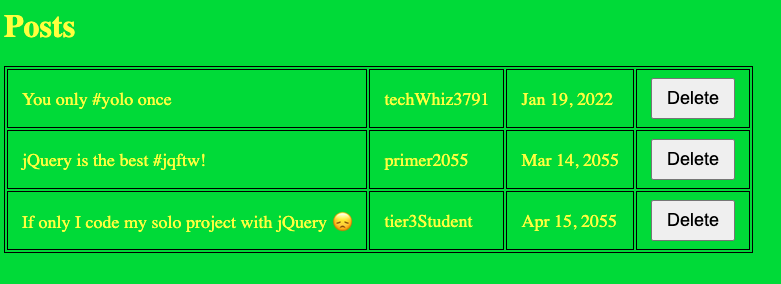 Posts
You only #yolo once techWhiz3791 Jan 19, 2022 Delete
jQuery is the best #jqftw! primer2055 Mar 14, 2055 Delete
If only I code my solo project with jQuery 😞 tier3Student Apr 15, 2055 Delete